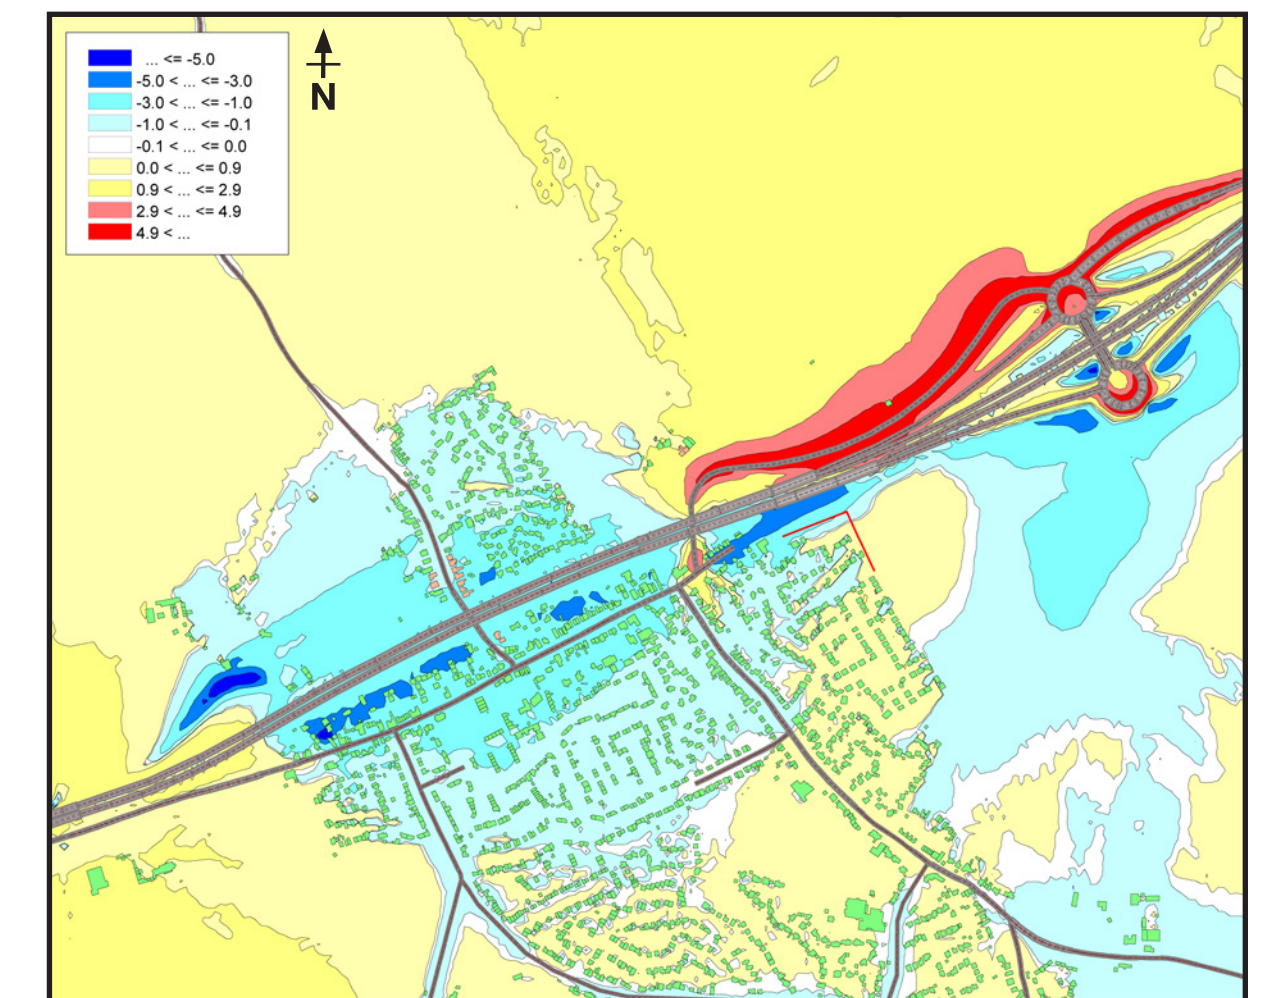 ... <= -5.0
-5.0 < ... <= -3.0
-3.0 < ... <= -1.0
-1.0 < ... <= -0.1
-0.1 < ... <= 0.0
0.0 < ... <= 0.9
0.9 < ... <= 2.9
2.9 < ... <= 4.9
4.9 < ...
N